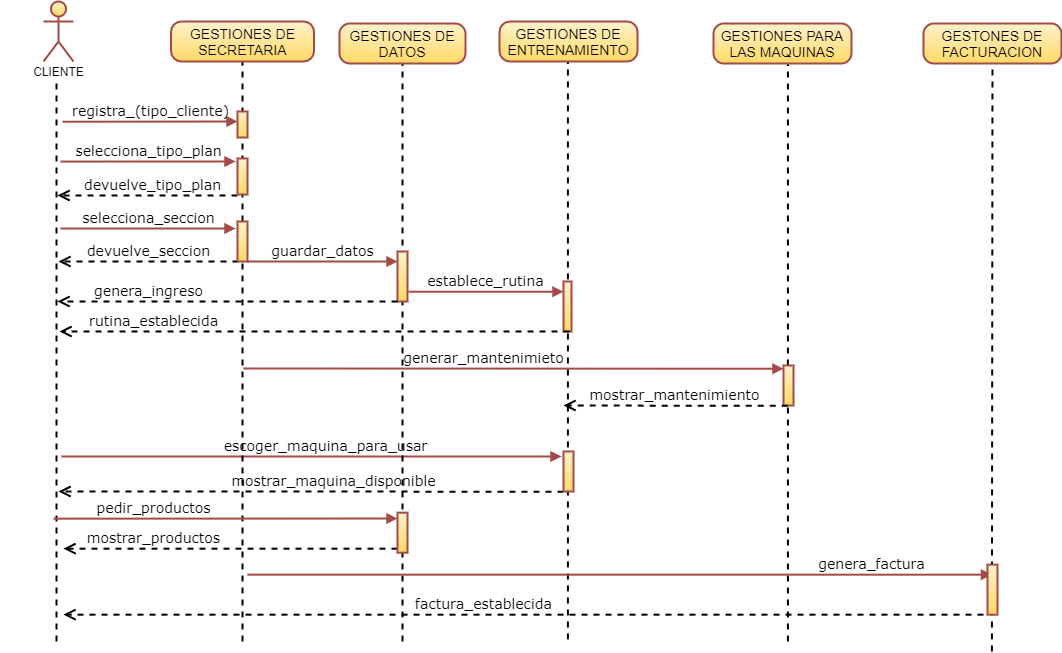 GESTIONES DE
SECRETARIA
GESTIONES DE
DATOS
GESTIONES DE
ENTRENAMIENTO
GESTIONES PARA
LAS MAQUINAS
GESTONES DE
FACTURACION
CLIENTE
registra_(tipo_cliente)
selecciona_tipo_plan
devuelve_tipo_plan
selecciona_seccion
devuelve_seccion
guardar_datos
establece_rutina
genera_ingreso
rutina_establecida
generar_mantenimieto
mostrar_mantenimiento
escoger_maquina_para_usar
mostrar_maquina_disponible
pedir_productos
mostrar_productos
genera_factura
factura_establecida